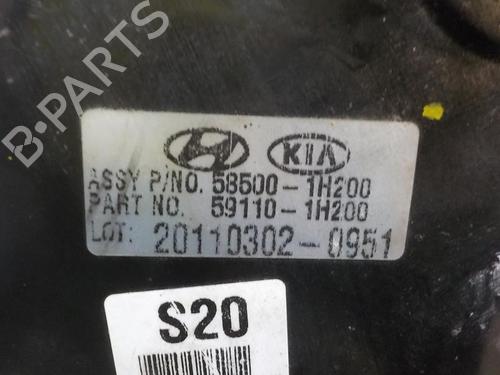 B-PARTS
KIA
ASSY P/NO. 58500-1H200
PART NO. 59110-1H200
LOT: 20110302-0951
S20